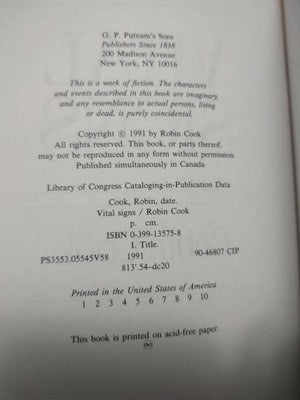 G. P. Putnam's Sons
Publishers Since 1838
200 Madison Avenue
New York, NY 10016
This is a work of fiction. The characters
and events described in this book are imaginary,
and any resemblance to actual persons, living
or dead, is purely coincidental.
Copyright © 1991 by Robin Cook
All rights reserved. This book, or parts thereof,
may not be reproduced in any form without permission.
Published simultaneously in Canada
Library of Congress Cataloging-in-Publication Data
Cook, Robin, date.
Vital signs / Robin Cook
p. cm.
ISBN 0-399-13575-8
I. Title.
PS3553.O5545V58 1991 90-46807 CIP
813'.54—dc20
Printed in the United States of America
1 2 3 4 5 6 7 8 9 10
This book is printed on acid-free paper.